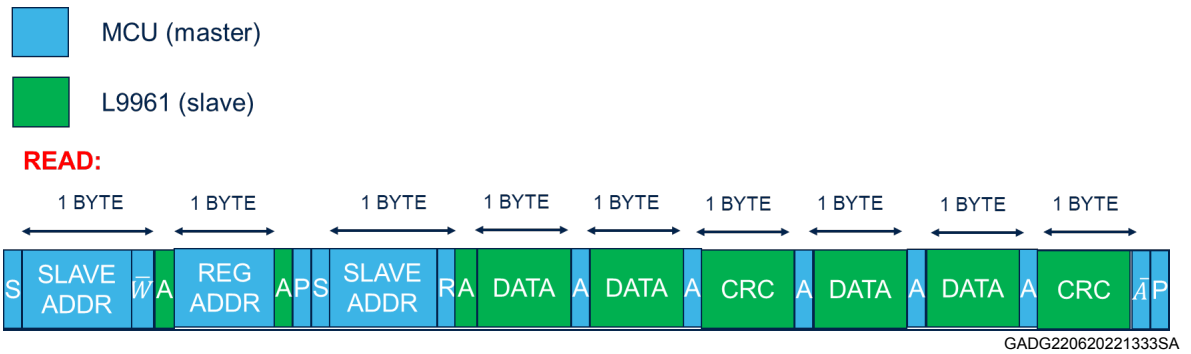 MCU (master)
L9961 (slave)
READ:
1 BYTE 1 BYTE 1 BYTE 1 BYTE 1 BYTE 1 BYTE 1 BYTE 1 BYTE 1 BYTE
S SLAVE ADDR W̅ A REG ADDR A P S SLAVE ADDR R A DATA A DATA A CRC A DATA A DATA A CRC A̅ P
GADG220620221333SA